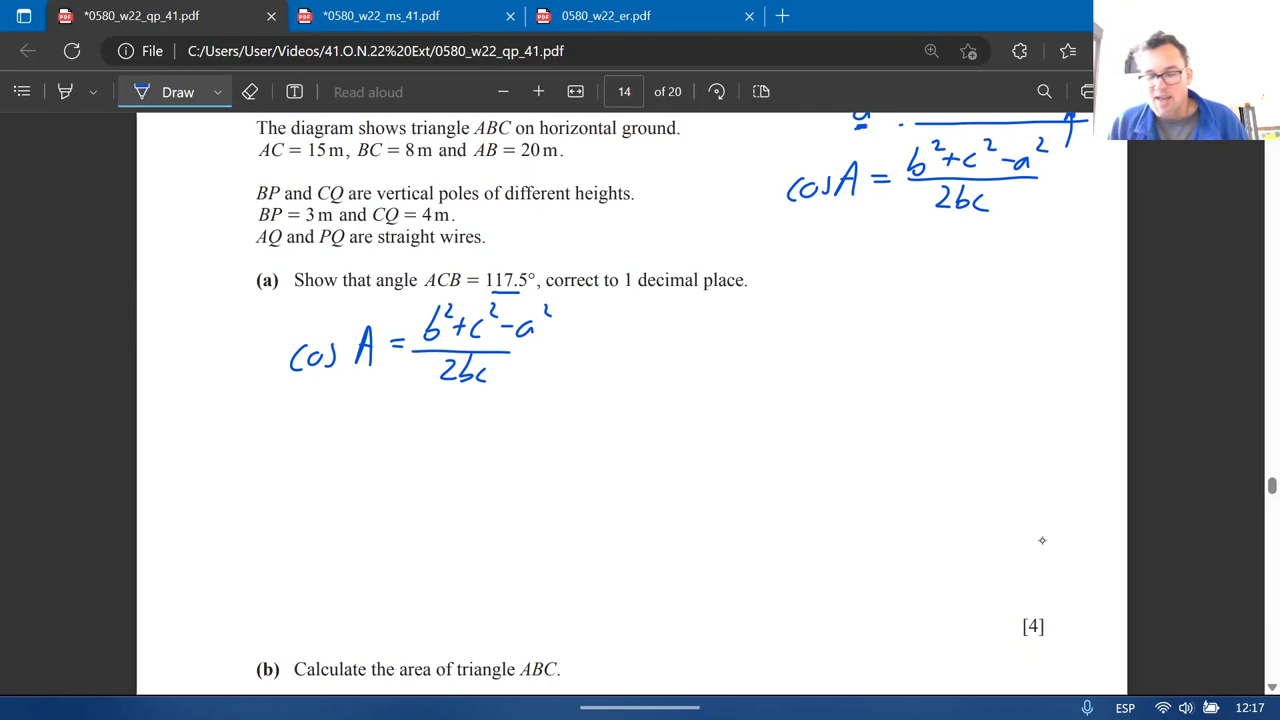 *0580_w22_qp_41.pdf
*0580_w22_ms_41.pdf
0580_w22_er.pdf
File
C:/Users/User/Videos/41.O.N.22%20Ext/0580_w22_qp_41.pdf
Draw
Read aloud
14
of 20
The diagram shows triangle ABC on horizontal ground.
AC = 15 m, BC = 8 m and AB = 20 m.
cos A = b² + c² - a² / 2bc
BP and CQ are vertical poles of different heights.
BP = 3 m and CQ = 4 m.
AQ and PQ are straight wires.
(a) Show that angle ACB = 117.5°, correct to 1 decimal place.
cos A = b² + c² - a² / 2bc
[4]
(b) Calculate the area of triangle ABC.
ESP
12:17